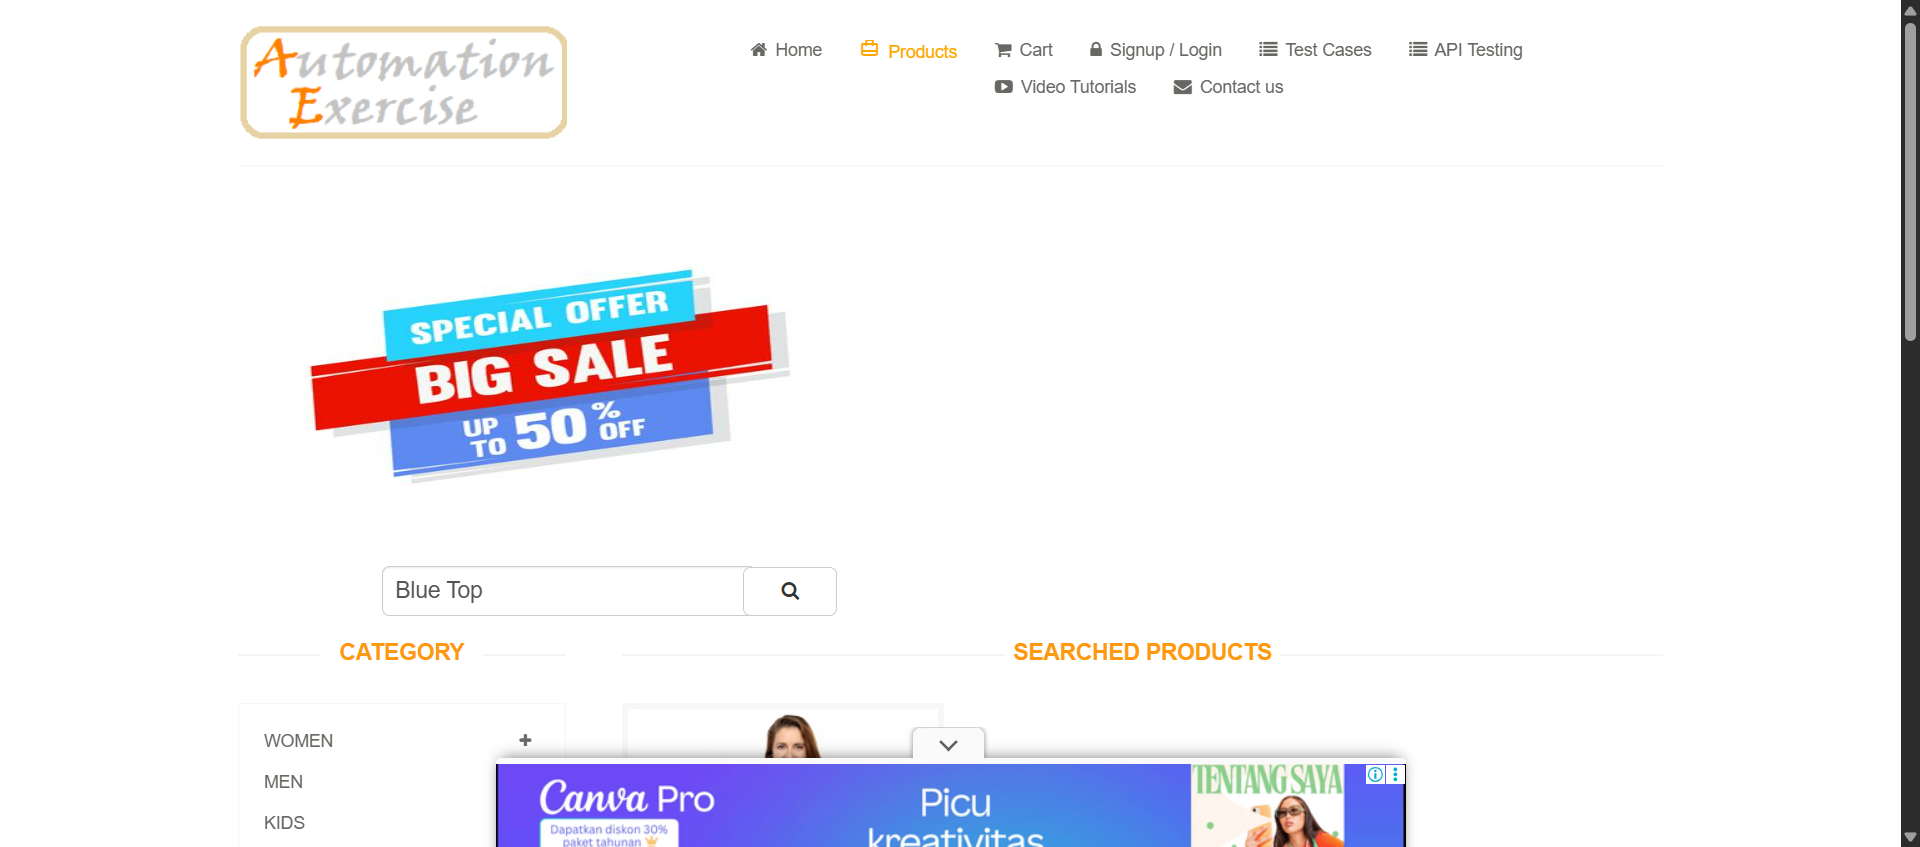 Automation
Exercise
Home
Products
Cart
Signup / Login
Test Cases
API Testing
Video Tutorials
Contact us
SPECIAL OFFER
BIG SALE
UP TO 50% OFF
Blue Top
CATEGORY
SEARCHED PRODUCTS
WOMEN
MEN
KIDS
Canva Pro
Dapatkan diskon 30%
paket tahunan
Picu
kreativitas
TENTANG SAYA